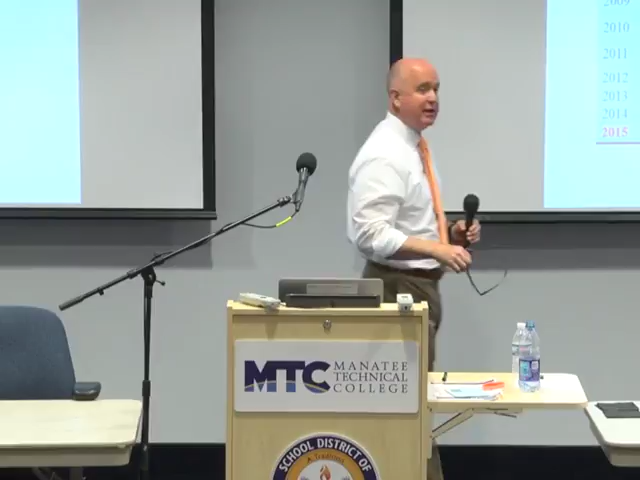 2009
2010
2011
2012
2013
2014
2015
MTC
MANATEE
TECHNICAL
COLLEGE
SCHOOL DISTRICT OF